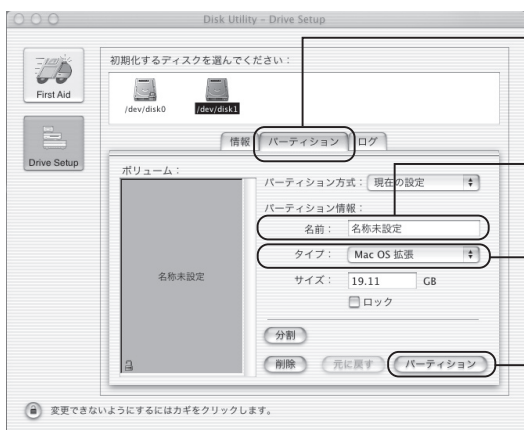 Disk Utility – Drive Setup
First Aid
Drive Setup
初期化するディスクを選んでください：
/dev/disk0
/dev/disk1
情報
パーティション
ログ
ボリューム：
名称未設定
パーティション方式：
現在の設定
パーティション情報：
名前：
名称未設定
タイプ：
Mac OS 拡張
サイズ：
19.11
GB
ロック
分割
削除
元に戻す
パーティション
変更できないようにするにはカギをクリックします。